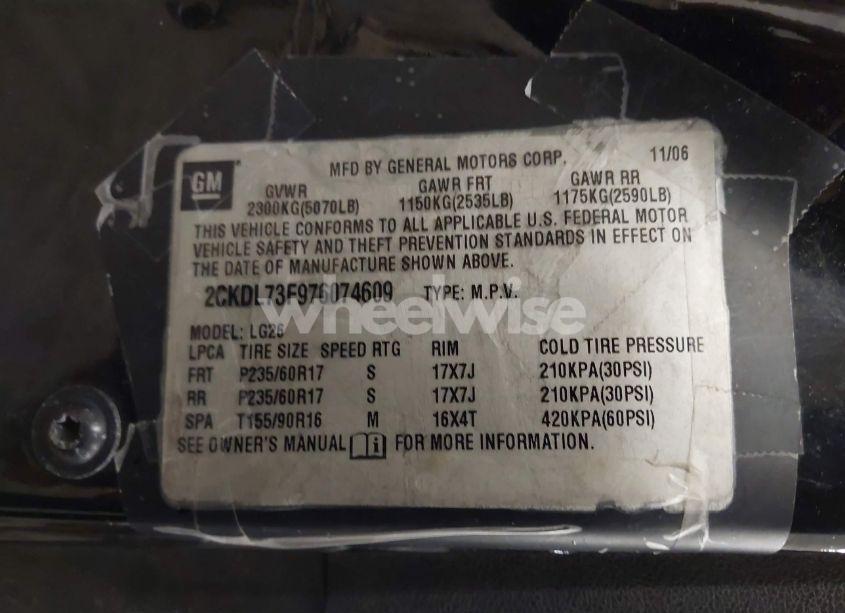 GM
MFD BY GENERAL MOTORS CORP. 11/06
GVWR GAWR FRT GAWR RR
2300KG(5070LB) 1150KG(2535LB) 1175KG(2590LB)
THIS VEHICLE CONFORMS TO ALL APPLICABLE U.S. FEDERAL MOTOR
VEHICLE SAFETY AND THEFT PREVENTION STANDARDS IN EFFECT ON
THE DATE OF MANUFACTURE SHOWN ABOVE.
2CKDL73F976074609 TYPE: M.P.V.
wheelwise
MODEL: LG26
LPCA TIRE SIZE SPEED RTG RIM COLD TIRE PRESSURE
FRT P235/60R17 S 17X7J 210KPA(30PSI)
RR P235/60R17 S 17X7J 210KPA(30PSI)
SPA T155/90R16 M 16X4T 420KPA(60PSI)
SEE OWNER'S MANUAL FOR MORE INFORMATION.